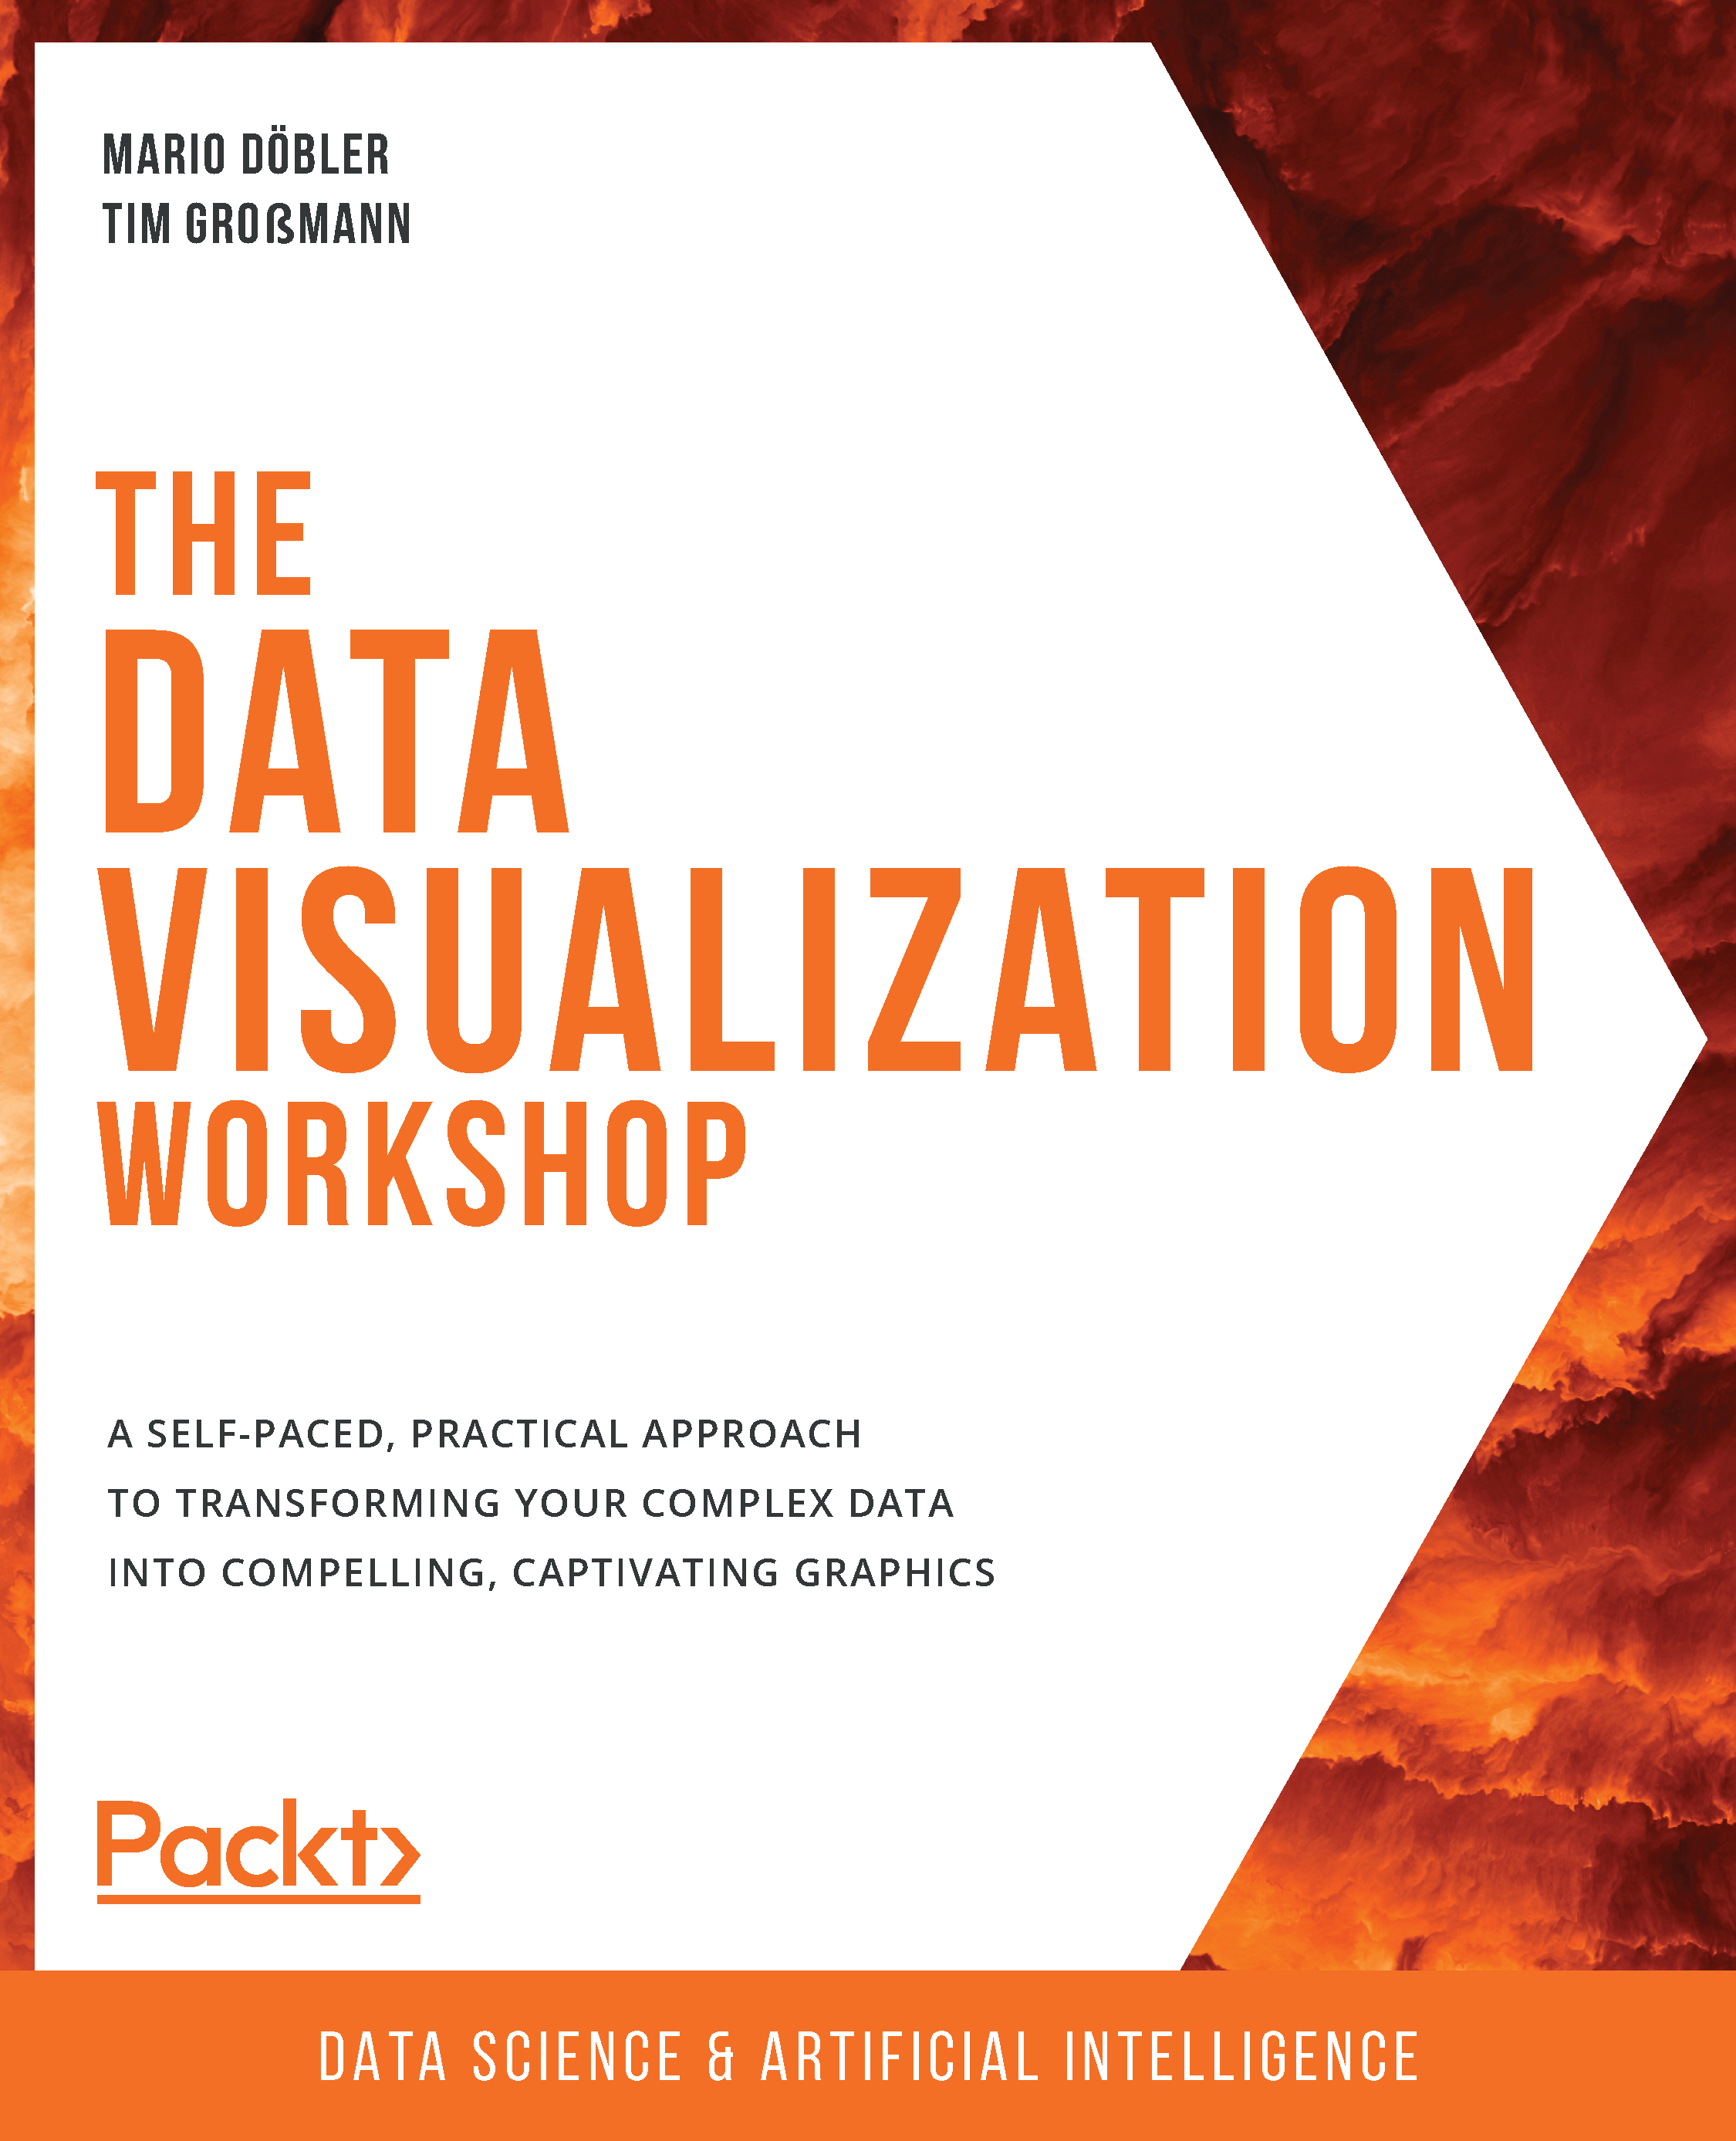 MARIO DÖBLER
TIM GROßMANN
THE
DATA
VISUALIZATION
WORKSHOP
A SELF-PACED, PRACTICAL APPROACH
TO TRANSFORMING YOUR COMPLEX DATA
INTO COMPELLING, CAPTIVATING GRAPHICS
Packt
DATA SCIENCE & ARTIFICIAL INTELLIGENCE